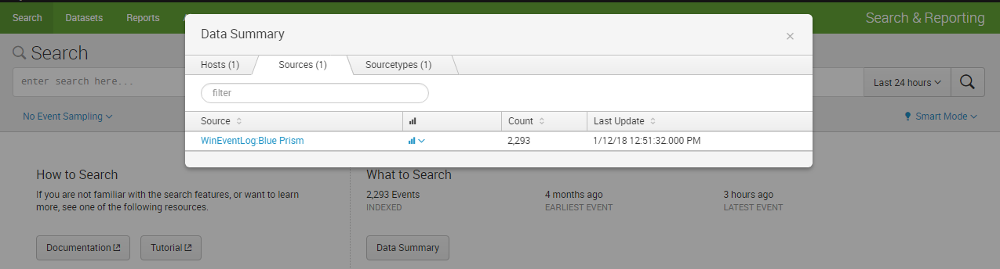 Search Datasets Reports
Search & Reporting
Data Summary
×
Hosts (1) Sources (1) Sourcetypes (1)
filter
Source Count Last Update
WinEventLog:Blue Prism 2,293 1/12/18 12:51:32.000 PM
Search
enter search here...
Last 24 hours
No Event Sampling
Smart Mode
How to Search
If you are not familiar with the search features, or want to learn
more, see one of the following resources.
Documentation Tutorial
What to Search
2,293 Events 4 months ago 3 hours ago
INDEXED EARLIEST EVENT LATEST EVENT
Data Summary